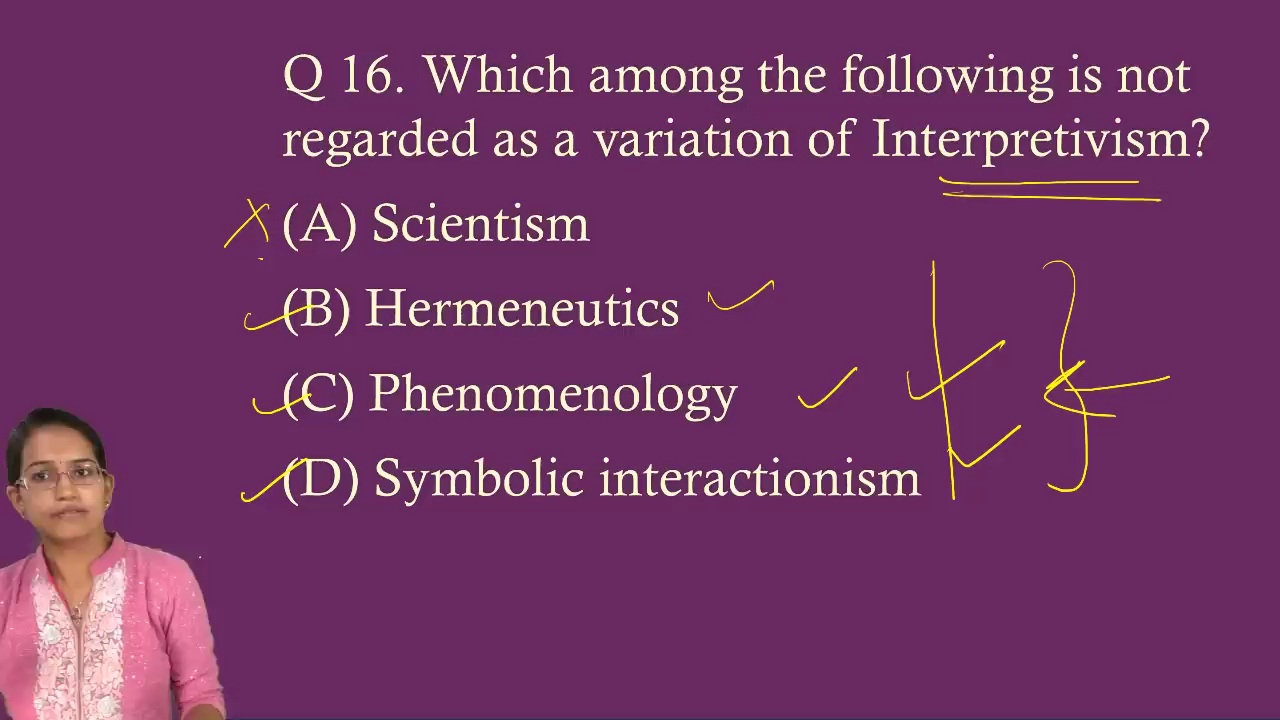 Q 16. Which among the following is not
regarded as a variation of Interpretivism?
(A) Scientism
(B) Hermeneutics
(C) Phenomenology
(D) Symbolic interactionism